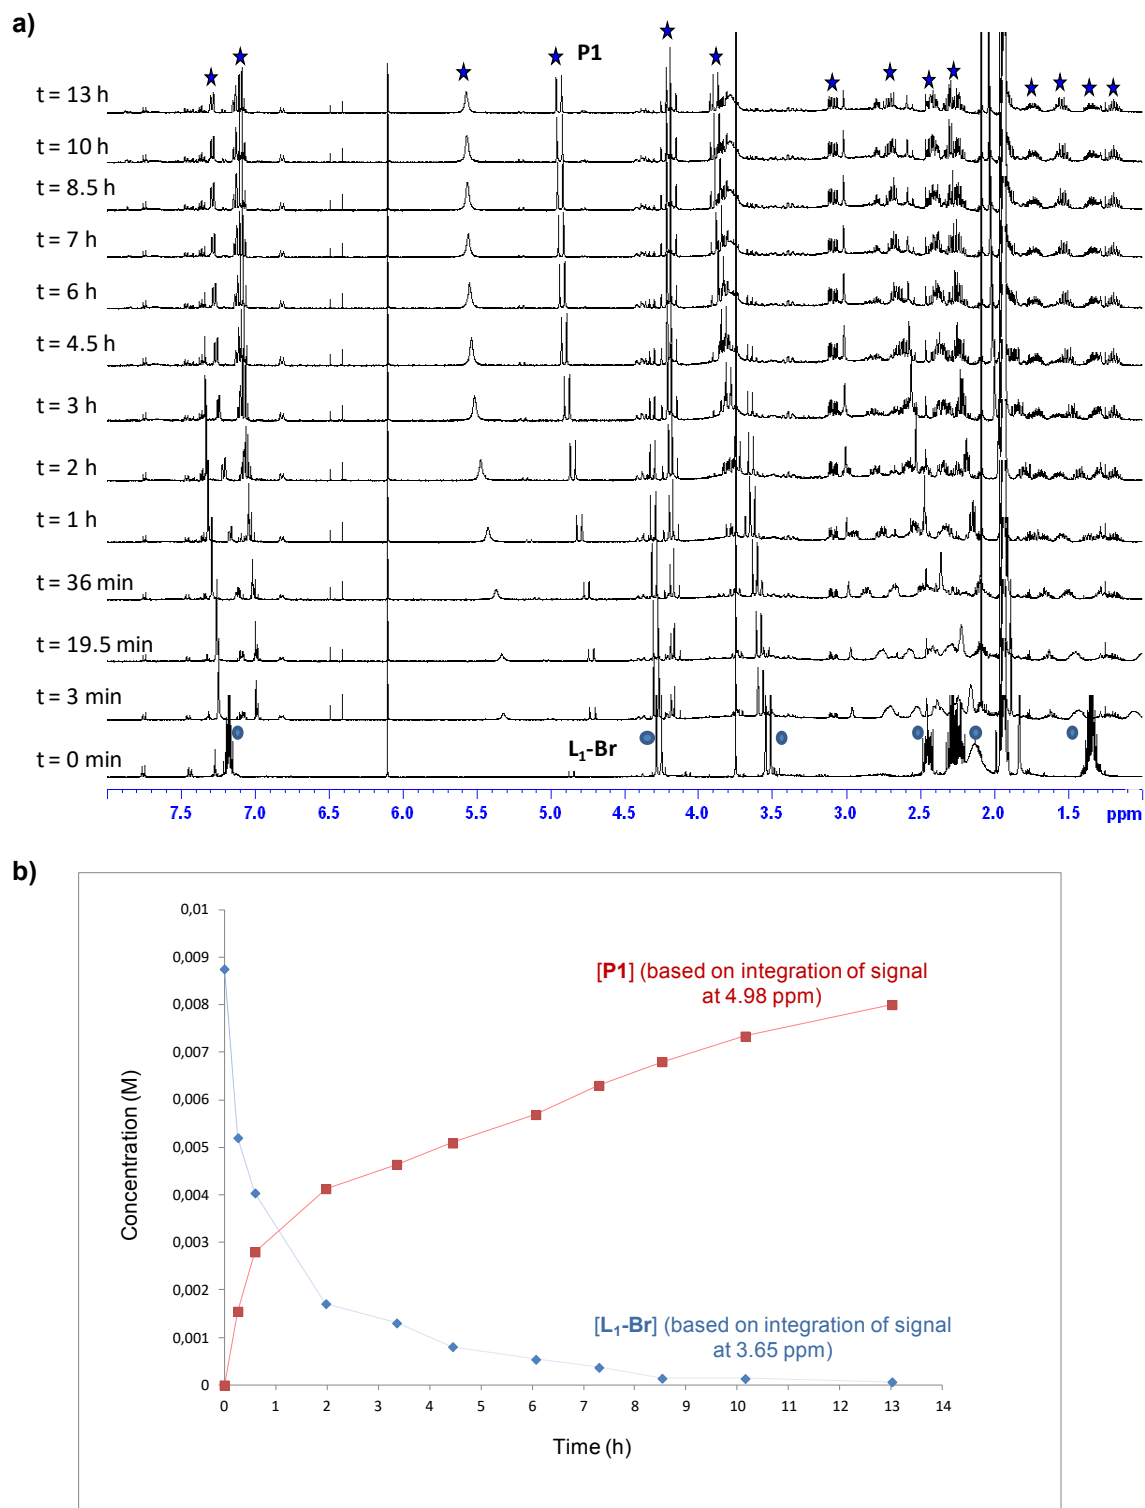 a)
P1
t = 13 h
t = 10 h
t = 8.5 h
t = 7 h
t = 6 h
t = 4.5 h
t = 3 h
t = 2 h
t = 1 h
t = 36 min
t = 19.5 min
t = 3 min
L1-Br
t = 0 min
7.5 7.0 6.5 6.0 5.5 5.0 4.5 4.0 3.5 3.0 2.5 2.0 1.5 ppm
b)
0,01
0,009
0,008
0,007
0,006
0,005
0,004
0,003
0,002
0,001
0
Concentration (M)
[P1] (based on integration of signal
at 4.98 ppm)
[L1-Br] (based on integration of signal
at 3.65 ppm)
0 1 2 3 4 5 6 7 8 9 10 11 12 13 14
Time (h)